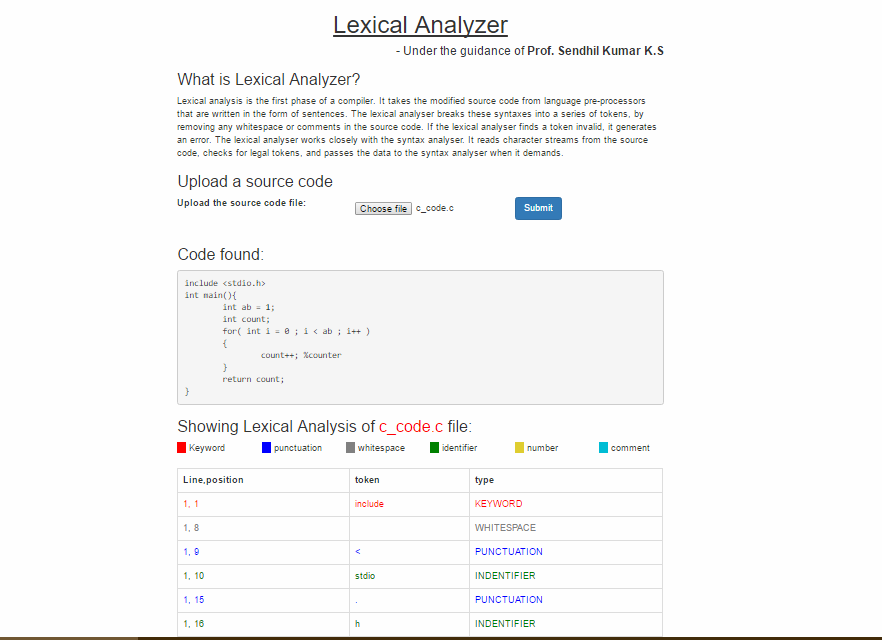 Lexical Analyzer
- Under the guidance of Prof. Sendhil Kumar K.S
What is Lexical Analyzer?
Lexical analysis is the first phase of a compiler. It takes the modified source code from language pre-processors
that are written in the form of sentences. The lexical analyser breaks these syntaxes into a series of tokens, by
removing any whitespace or comments in the source code. If the lexical analyser finds a token invalid, it generates
an error. The lexical analyser works closely with the syntax analyser. It reads character streams from the source
code, checks for legal tokens, and passes the data to the syntax analyser when it demands.
Upload a source code
Upload the source code file: Choose file c_code.c Submit
Code found:
include <stdio.h>
int main(){
int ab = 1;
int count;
for( int i = 0 ; i < ab ; i++ )
{
count++; %counter
}
return count;
}
Showing Lexical Analysis of c_code.c file:
Keyword punctuation whitespace identifier number comment
Line,position token type
1, 1 include KEYWORD
1, 8 WHITESPACE
1, 9 < PUNCTUATION
1, 10 stdio INDENTIFIER
1, 15 . PUNCTUATION
1, 16 h INDENTIFIER